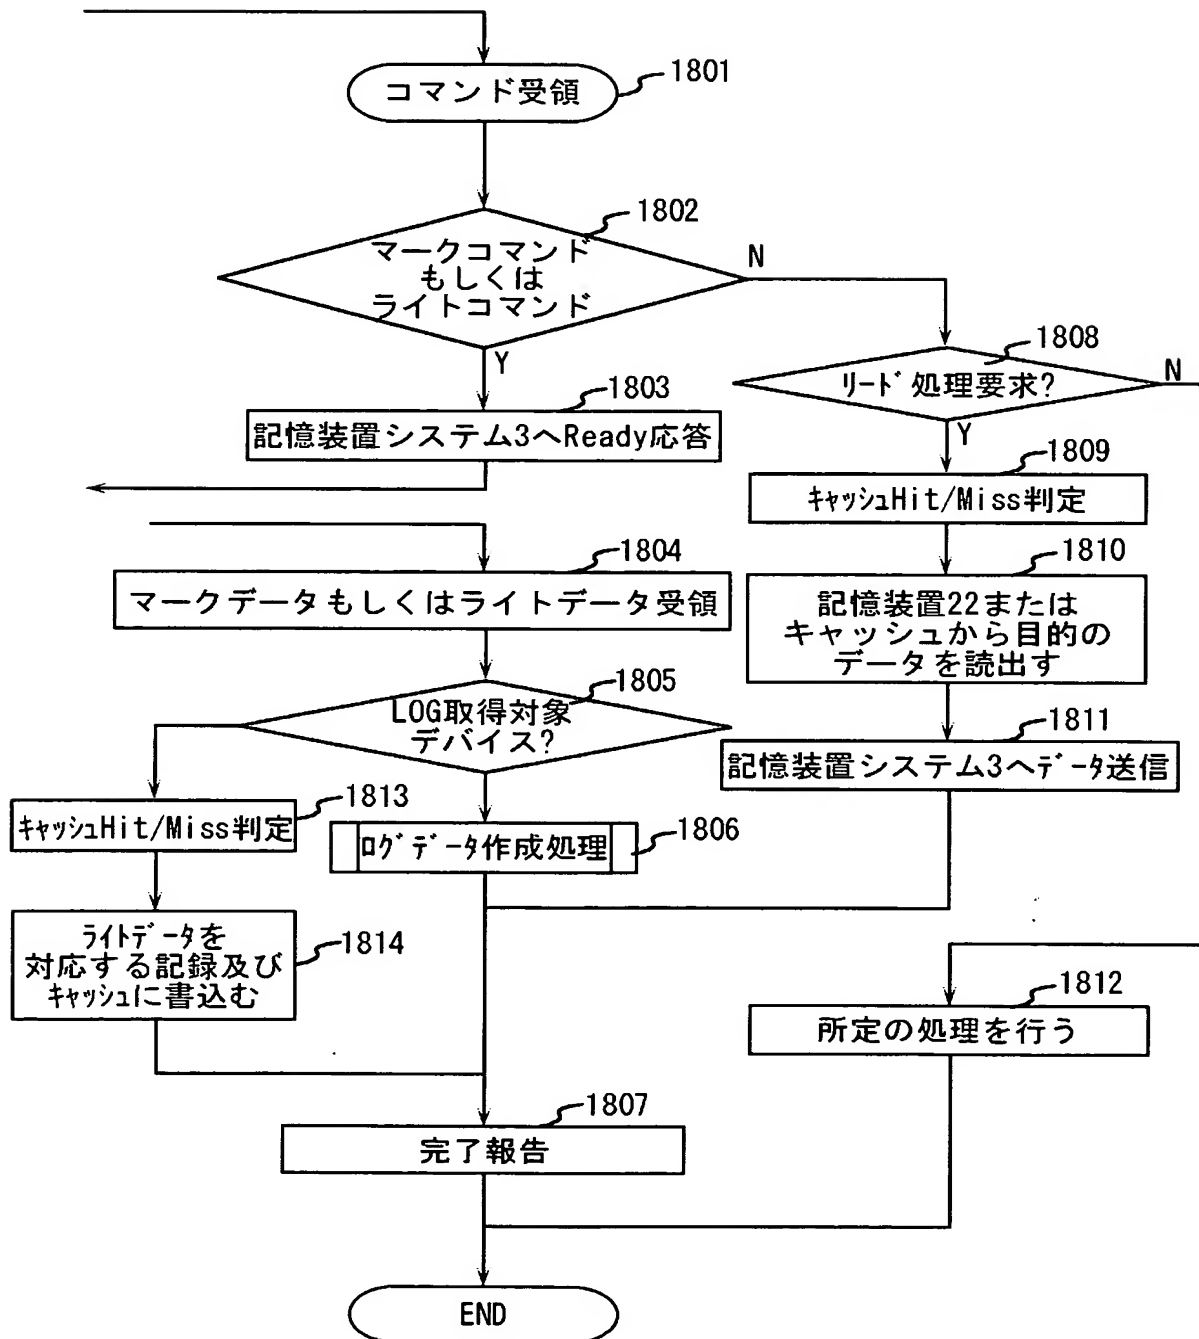 1801
コマンド受領
1802
マークコマンド
もしくは
ライトコマンド
N
Y
1803
記憶装置システム3へReady応答
1808
リード処理要求?
N
Y
1809
キャッシュHit/Miss判定
1804
マークデータもしくはライトデータ受領
1810
記憶装置22または
キャッシュから目的の
データを読出す
1805
LOG取得対象
デバイス?
1811
記憶装置システム3へデータ送信
1813
キャッシュHit/Miss判定
1806
ログデータ作成処理
1814
ライトデータを
対応する記録及び
キャッシュに書込む
1812
所定の処理を行う
1807
完了報告
END